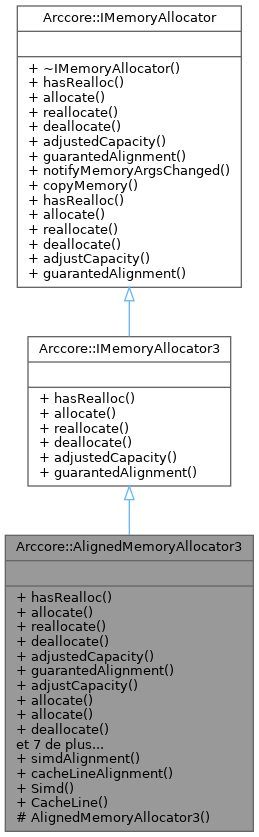 Arccore::IMemoryAllocator
+ ~IMemoryAllocator()
+ hasRealloc()
+ allocate()
+ reallocate()
+ deallocate()
+ adjustedCapacity()
+ guarantedAlignment()
+ notifyMemoryArgsChanged()
+ copyMemory()
+ hasRealloc()
+ allocate()
+ reallocate()
+ deallocate()
+ adjustCapacity()
+ guarantedAlignment()
Arccore::IMemoryAllocator3
+ hasRealloc()
+ allocate()
+ reallocate()
+ deallocate()
+ adjustedCapacity()
+ guarantedAlignment()
Arccore::AlignedMemoryAllocator3
+ hasRealloc()
+ allocate()
+ reallocate()
+ deallocate()
+ adjustedCapacity()
+ guarantedAlignment()
+ adjustCapacity()
+ allocate()
+ allocate()
+ deallocate()
et 7 de plus...
+ simdAlignment()
+ cacheLineAlignment()
+ Simd()
+ CacheLine()
# AlignedMemoryAllocator3()